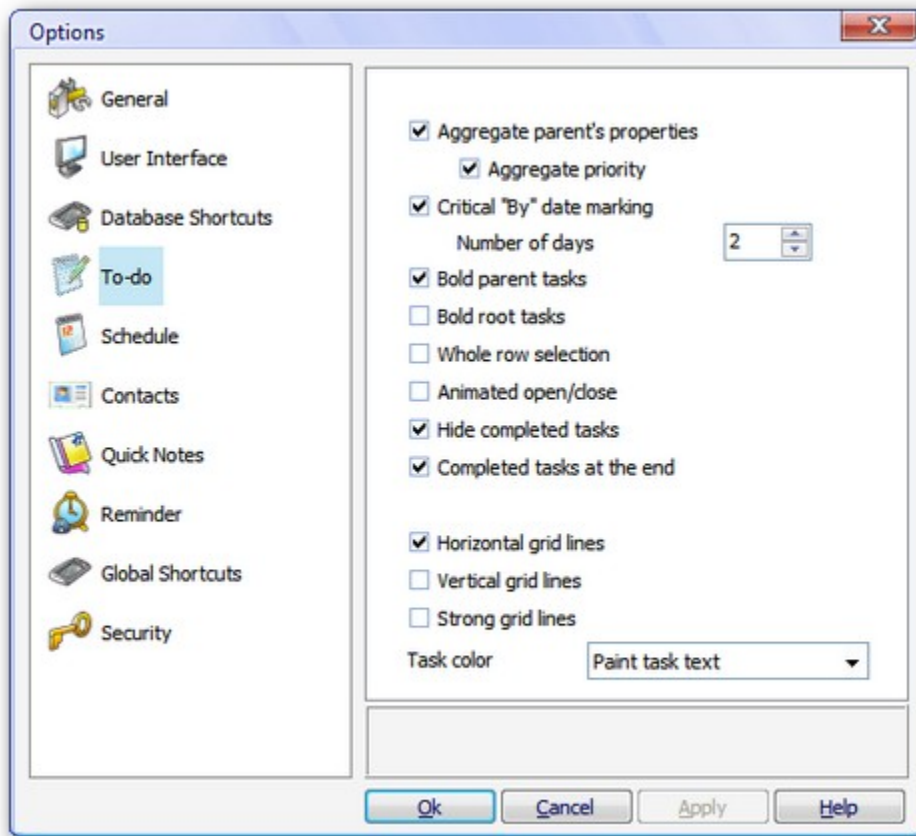 Options
General
User Interface
Database Shortcuts
To-do
Schedule
12
Contacts
Quick Notes
Reminder
Global Shortcuts
Security
Aggregate parent's properties
Aggregate priority
Critical "By" date marking
Number of days 2
Bold parent tasks
Bold root tasks
Whole row selection
Animated open/close
Hide completed tasks
Completed tasks at the end
Horizontal grid lines
Vertical grid lines
Strong grid lines
Task color Paint task text
Ok Cancel Apply Help